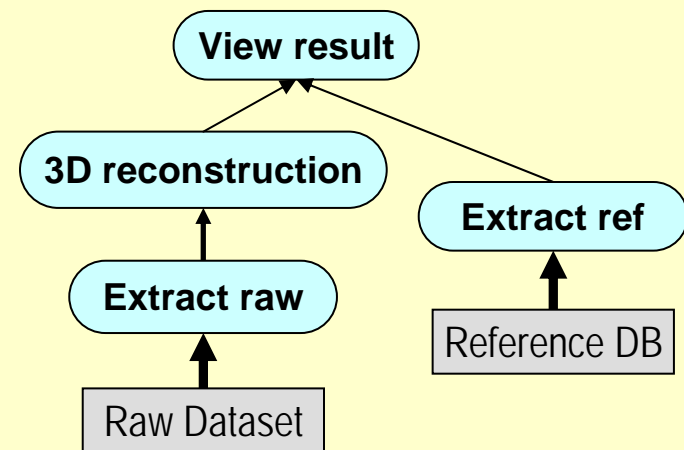 View result
3D reconstruction
Extract ref
Extract raw
Reference DB
Raw Dataset